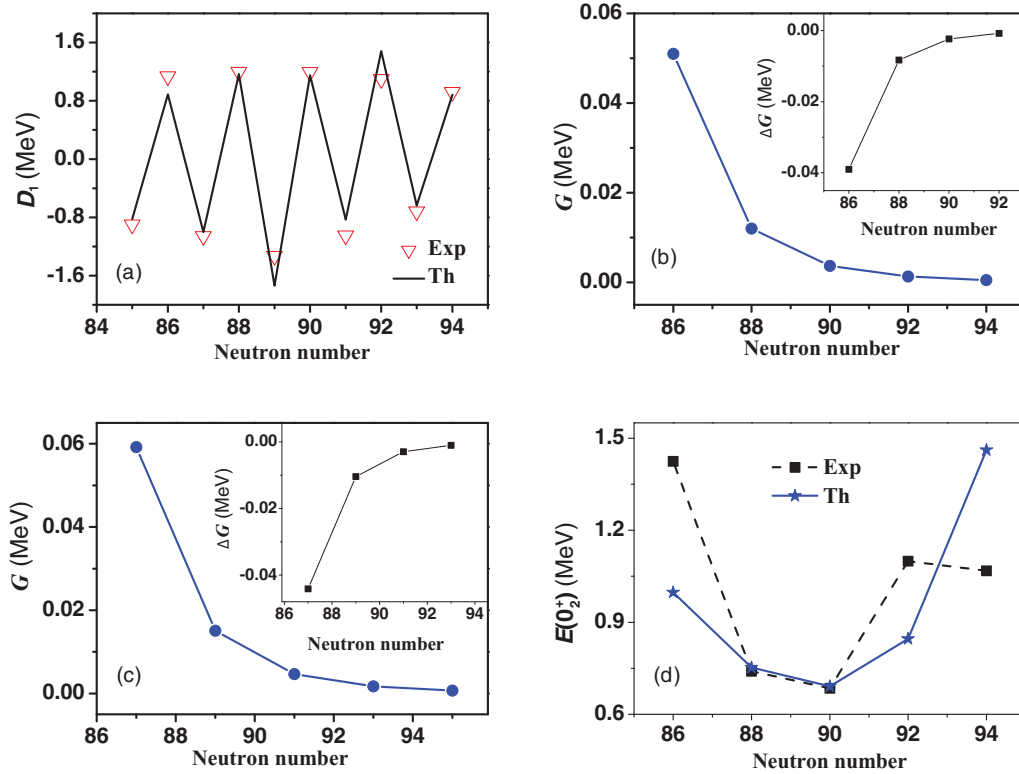 1.6
0.8
0.0
-0.8
-1.6
D₁ (MeV)
Exp
Th
(a)
84 86 88 90 92 94
Neutron number
0.06
0.04
0.02
0.00
G (MeV)
0.00
-0.02
-0.04
ΔG (MeV)
86 88 90 92
Neutron number
(b)
86 88 90 92 94
Neutron number
0.06
0.04
0.02
0.00
G (MeV)
0.00
-0.02
-0.04
ΔG (MeV)
86 88 90 92 94
Neutron number
(c)
86 88 90 92 94
Neutron number
1.5
1.2
0.9
0.6
E(0₂⁺) (MeV)
Exp
Th
(d)
86 88 90 92 94
Neutron number